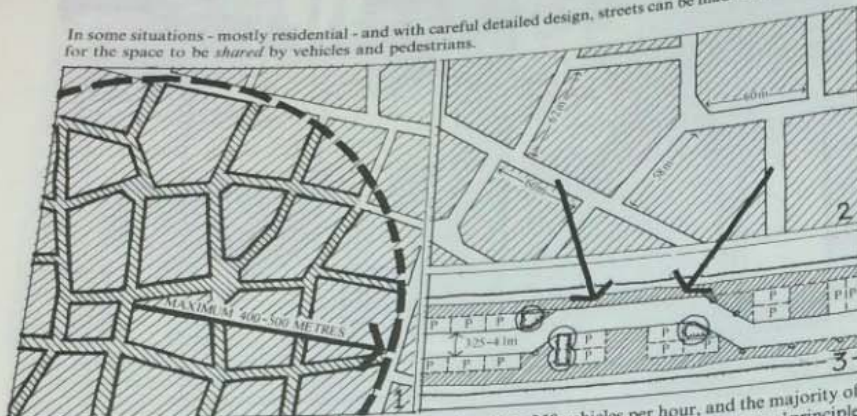 In some situations - mostly residential - and with careful detailed design, streets can be
for the space to be shared by vehicles and pedestrians.
67m
60m
60m
58m
2
MAXIMUM 400-500 METRES
P P P P P P P
P P P P P P P
P P P P P
3·25-4·1m
1
3
vehicles per hour, and the majority of